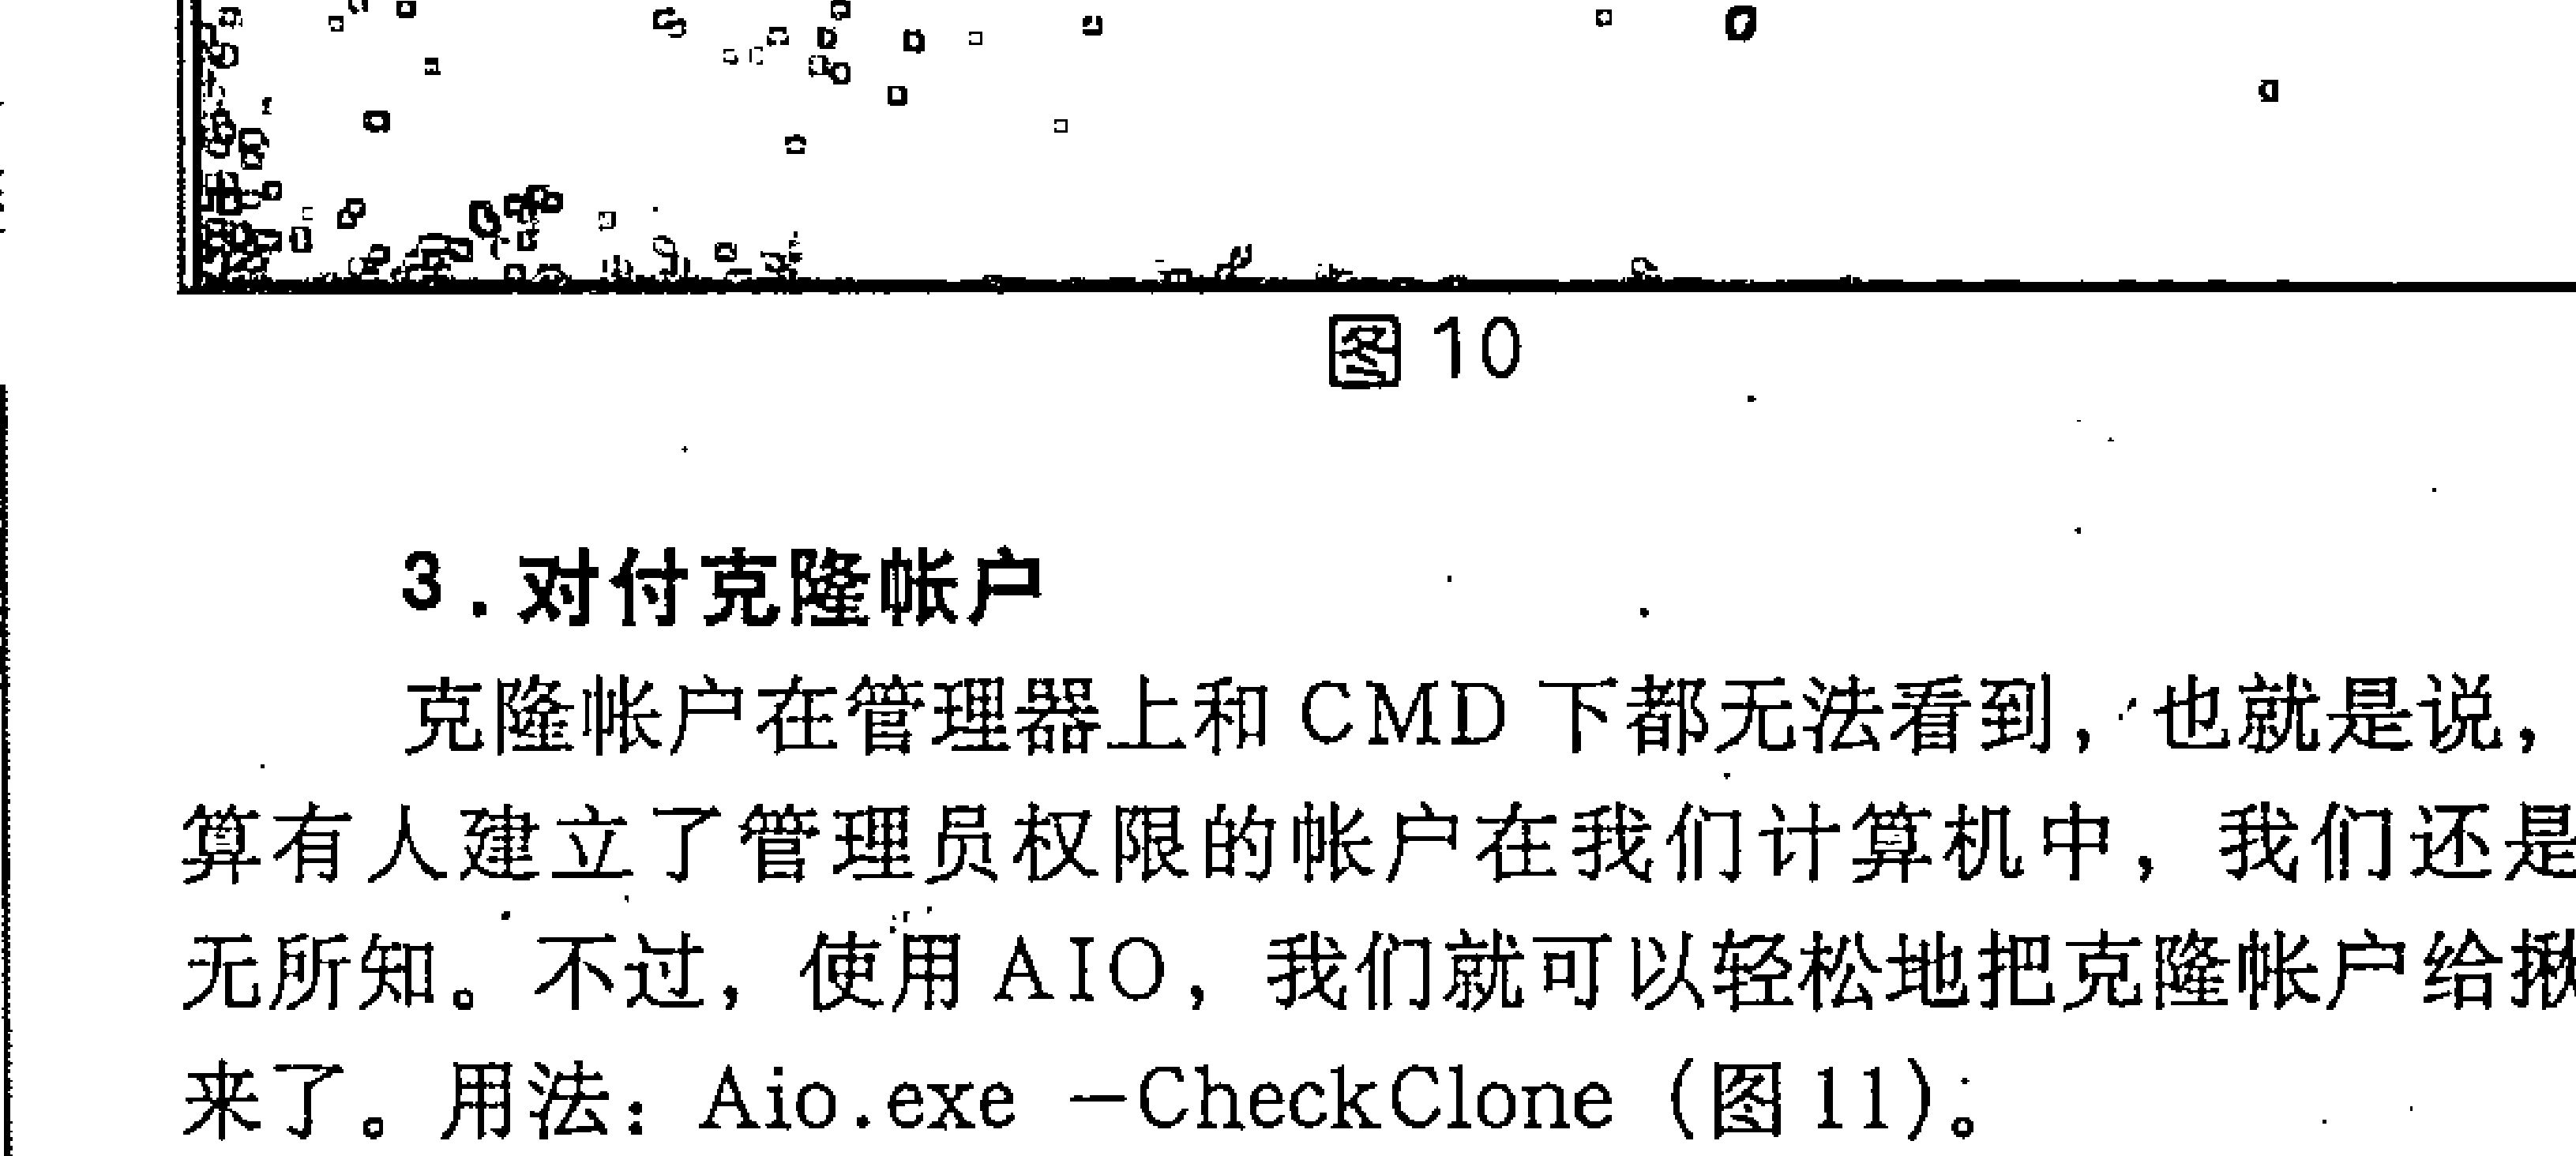 图 10
3．对付克隆帐户
克隆帐户在管理器上和 CMD 下都无法看到，也就是说，
算有人建立了管理员权限的帐户在我们计算机中，我们还是
无所知。不过，使用 AIO，我们就可以轻松地把克隆帐户给揪
来了。用法：Aio.exe －CheckClone（图 11）。